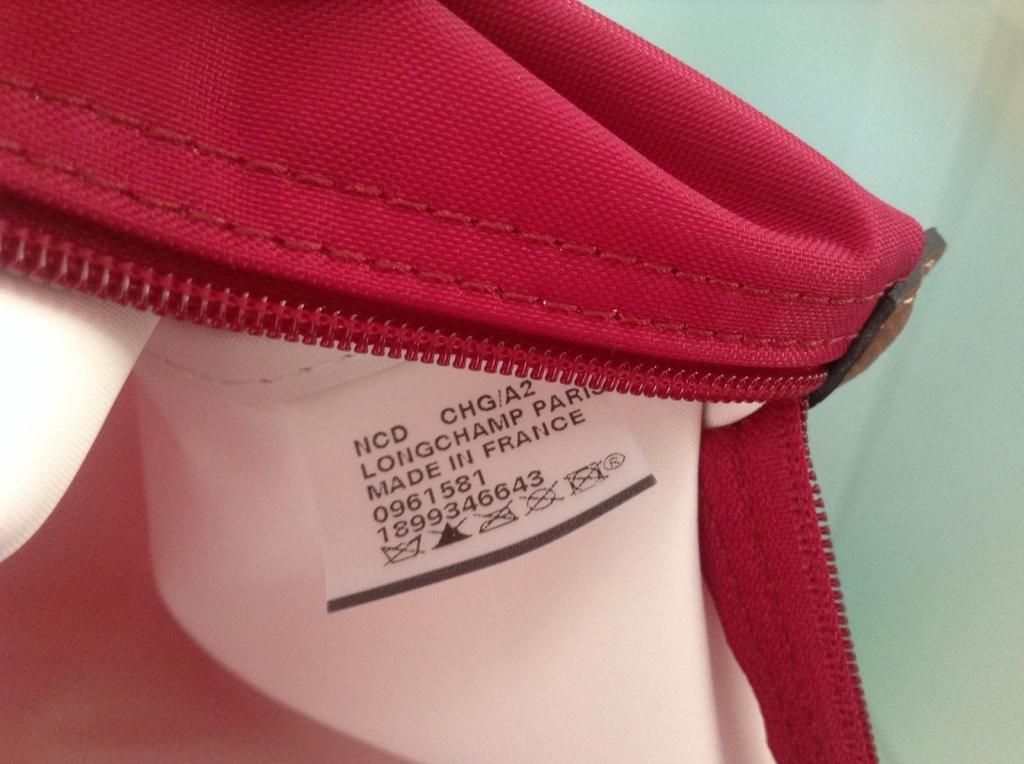 NCD CHG/A2
LONGCHAMP PARIS
MADE IN FRANCE
0961581
1899346643
®